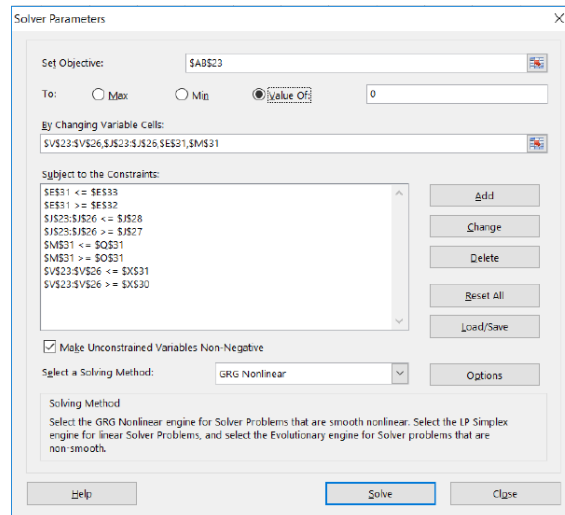 Solver Parameters
Set Objective:
$AB$23
To:
Max
Min
Value Of:
0
By Changing Variable Cells:
$V$23:$V$26,$J$23:$J$26,$E$31,$M$31
Subject to the Constraints:
$E$31 <= $E$33
$E$31 >= $E$32
$J$23:$J$26 <= $J$28
$J$23:$J$26 >= $J$27
$M$31 <= $Q$31
$M$31 >= $O$31
$V$23:$V$26 <= $X$31
$V$23:$V$26 >= $X$30
Add
Change
Delete
Reset All
Load/Save
Make Unconstrained Variables Non-Negative
Select a Solving Method:
GRG Nonlinear
Options
Solving Method
Select the GRG Nonlinear engine for Solver Problems that are smooth nonlinear. Select the LP Simplex
engine for linear Solver Problems, and select the Evolutionary engine for Solver problems that are
non-smooth.
Help
Solve
Close